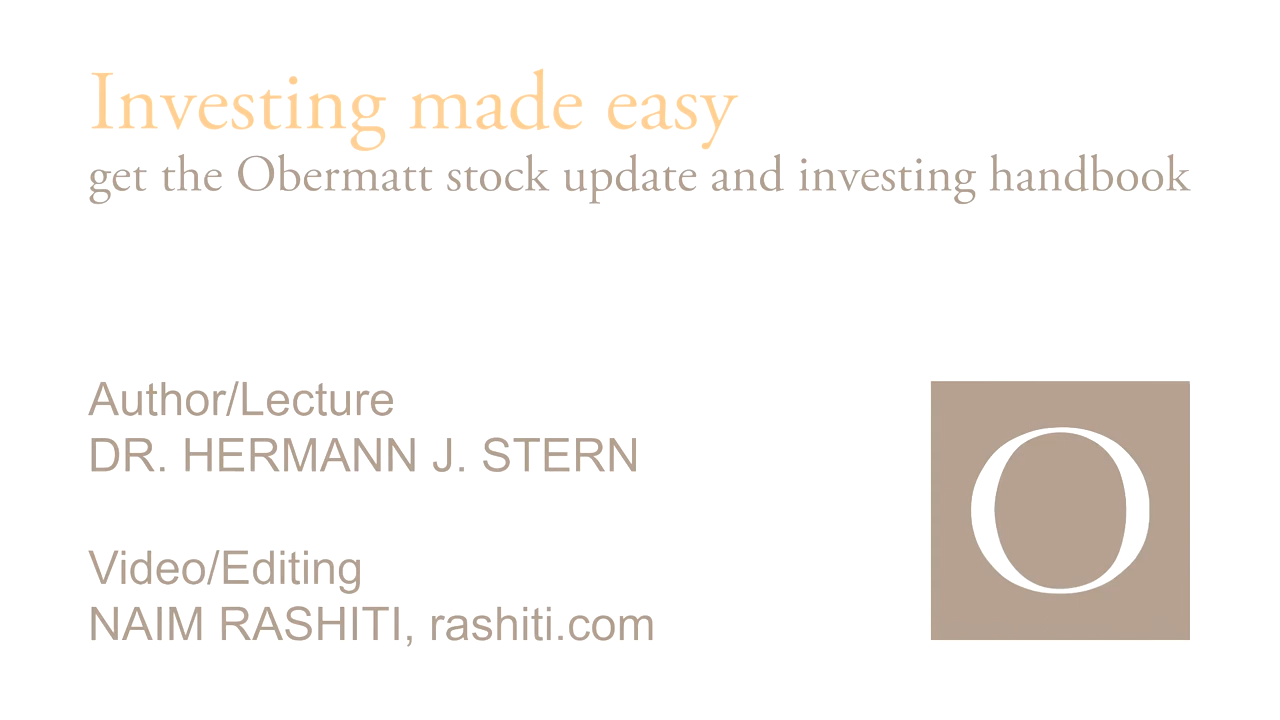 Investing made easy
get the Obermatt stock update and investing handbook
Author/Lecture
DR. HERMANN J. STERN
Video/Editing
NAIM RASHITI, rashiti.com
O